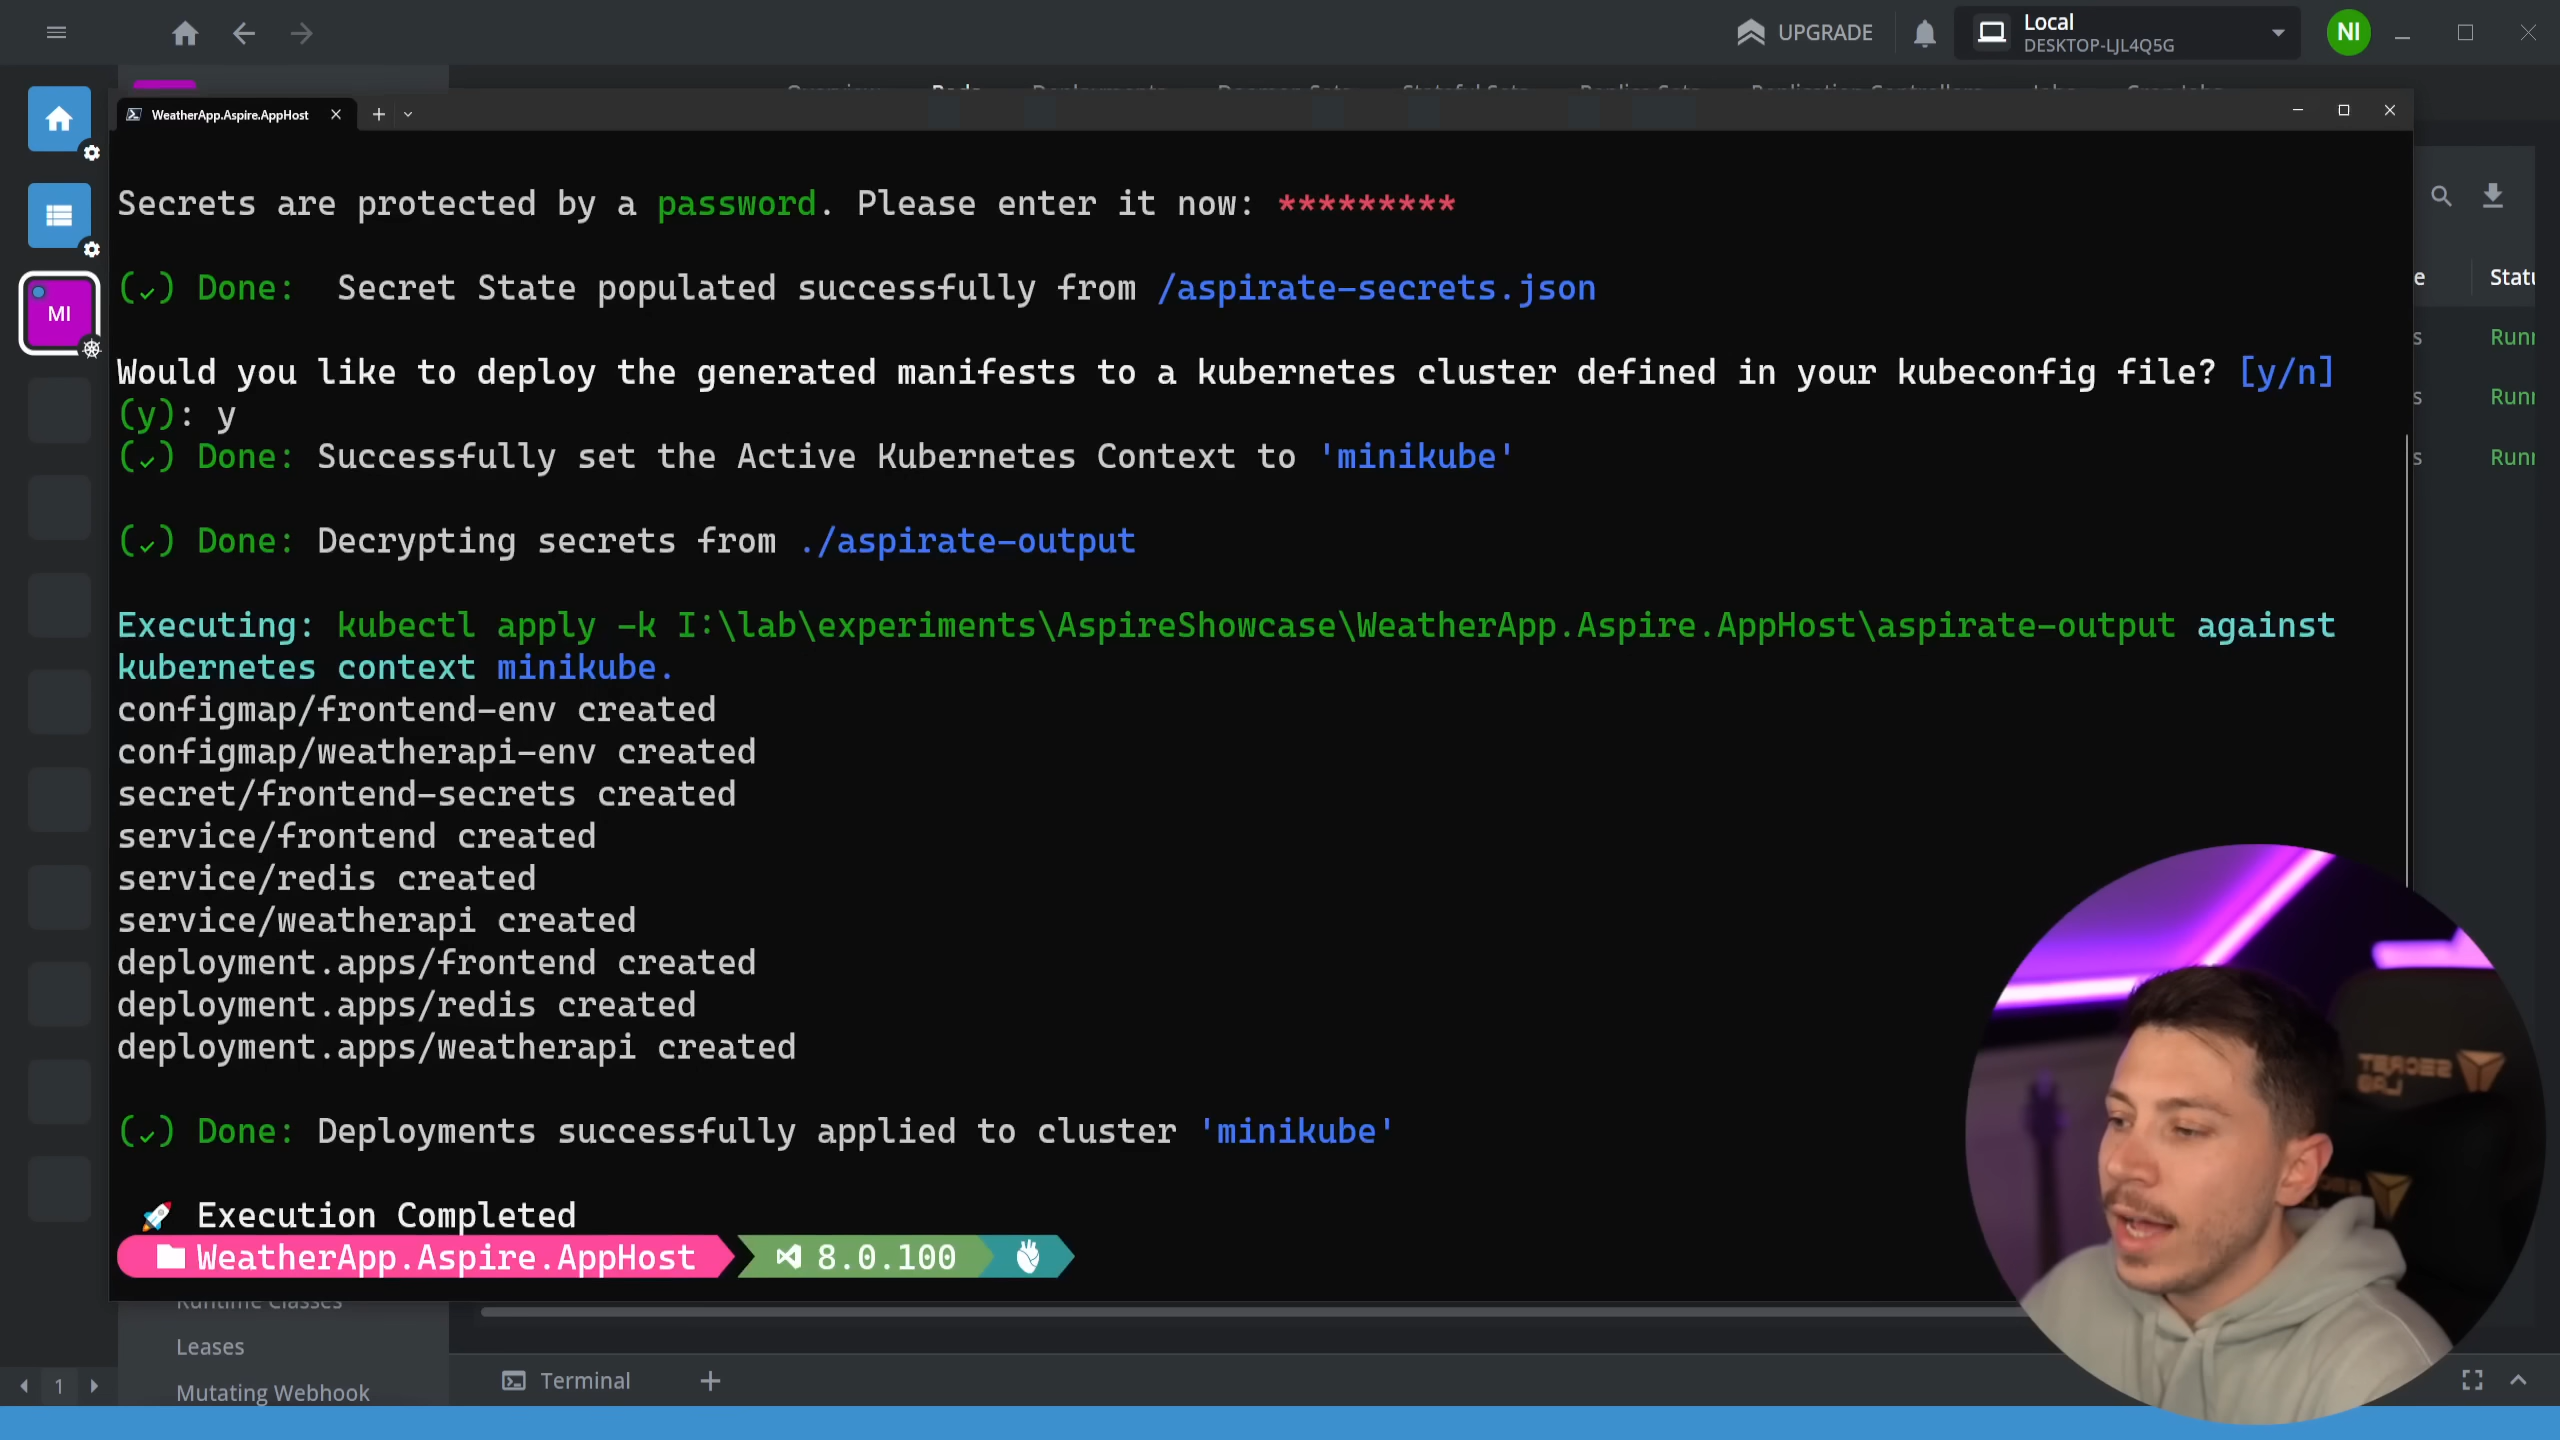 UPGRADE
Local
DESKTOP-LJL4Q5G
NI
WeatherApp.Aspire.AppHost
MI
Secrets are protected by a password. Please enter it now: *********
(✓) Done:  Secret State populated successfully from /aspirate-secrets.json
Would you like to deploy the generated manifests to a kubernetes cluster defined in your kubeconfig file? [y/n]
(y): y
(✓) Done: Successfully set the Active Kubernetes Context to 'minikube'
(✓) Done: Decrypting secrets from ./aspirate-output
Executing: kubectl apply -k I:\lab\experiments\AspireShowcase\WeatherApp.Aspire.AppHost\aspirate-output against
kubernetes context minikube.
configmap/frontend-env created
configmap/weatherapi-env created
secret/frontend-secrets created
service/frontend created
service/redis created
service/weatherapi created
deployment.apps/frontend created
deployment.apps/redis created
deployment.apps/weatherapi created
(✓) Done: Deployments successfully applied to cluster 'minikube'
🚀 Execution Completed
WeatherApp.Aspire.AppHost 8.0.100
Runtime Classes
Leases
Mutating Webhook
1
Terminal